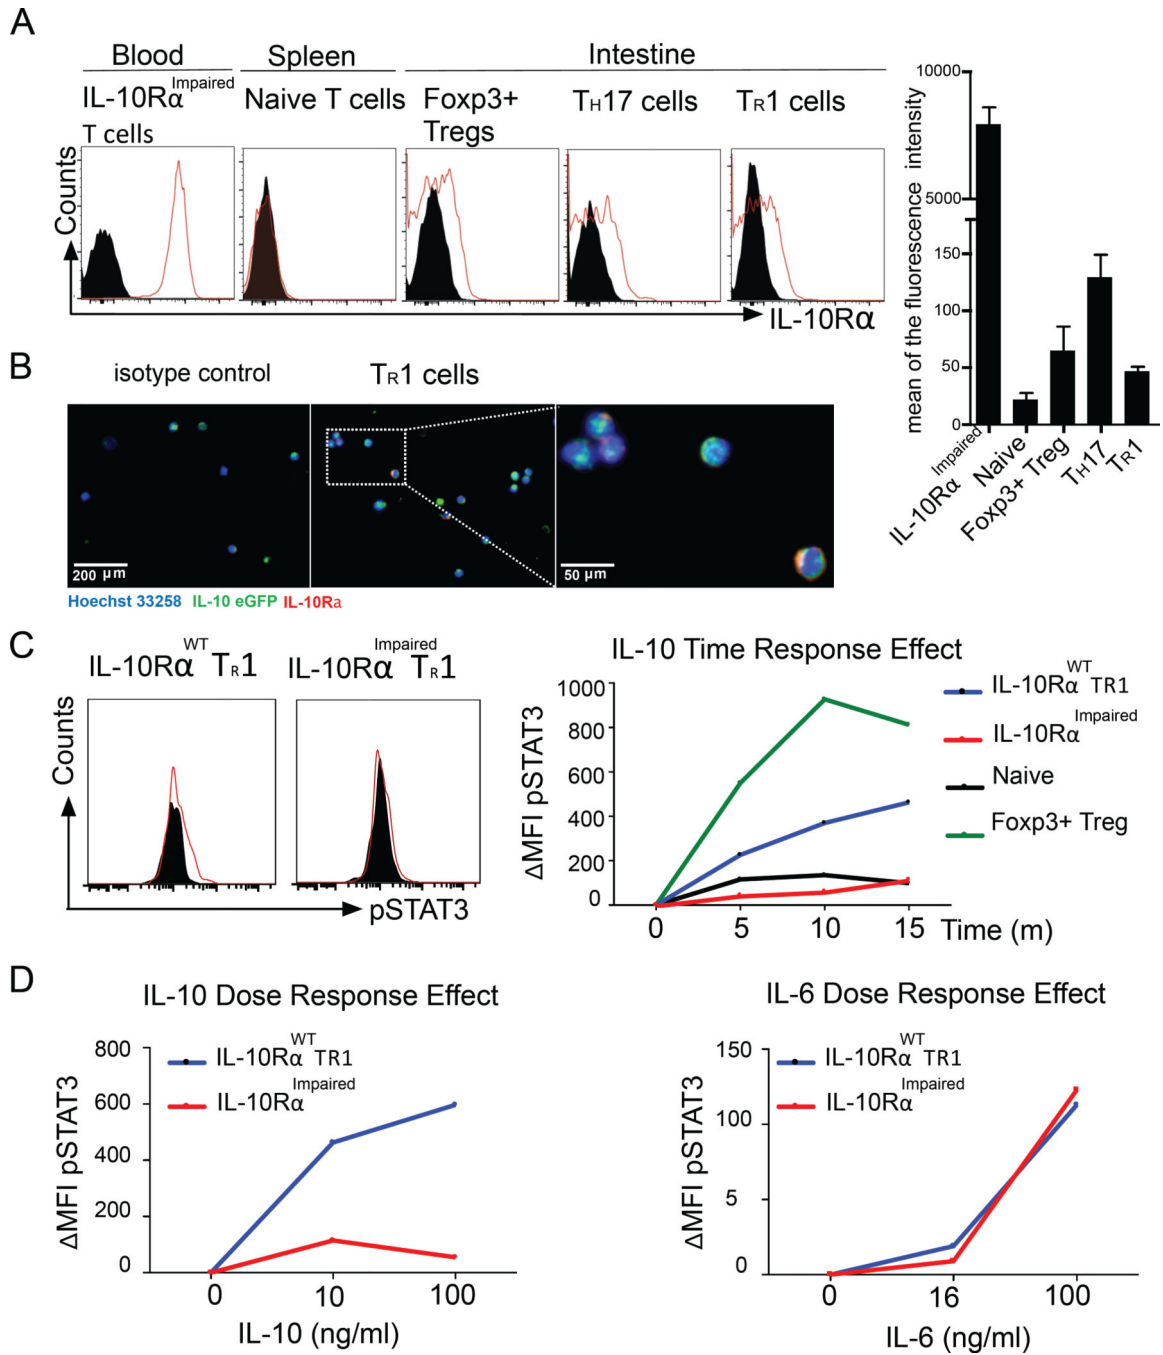 A
Blood
Spleen
Intestine
IL-10Rα Impaired
T cells
Naive T cells
Foxp3+
Tregs
TH17 cells
TR1 cells
Counts
IL-10Rα
mean of the fluorescence intensity
10000
5000
150
100
50
0
IL-10Rα Impaired
Naive
Foxp3+ Treg
TH17
TR1
B
isotype control
TR1 cells
200 µm
50 µm
Hoechst 33258 IL-10 eGFP IL-10Ra
C
IL-10Rα WT TR1
IL-10Rα Impaired TR1
Counts
pSTAT3
IL-10 Time Response Effect
ΔMFI pSTAT3
1000
800
600
400
200
0
0 5 10 15 Time (m)
IL-10Rα WT TR1
IL-10Rα Impaired
Naive
Foxp3+ Treg
D
IL-10 Dose Response Effect
ΔMFI pSTAT3
800
600
400
200
0
IL-10Rα WT TR1
IL-10Rα Impaired
0 10 100
IL-10 (ng/ml)
IL-6 Dose Response Effect
ΔMFI pSTAT3
150
100
5
0
IL-10Rα WT TR1
IL-10Rα Impaired
0 16 100
IL-6 (ng/ml)